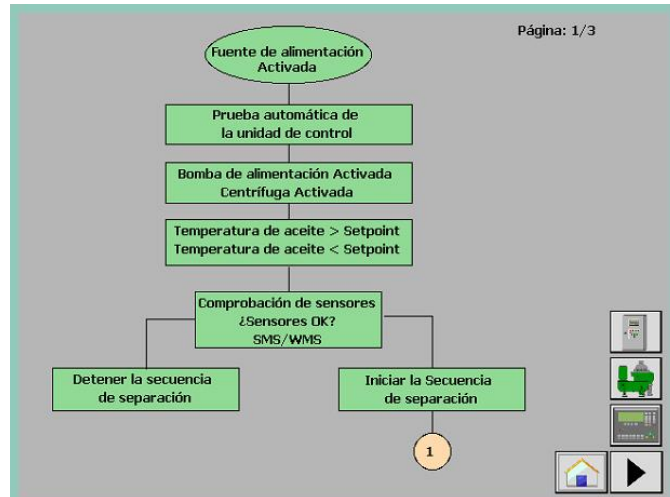 Página: 1/3
Fuente de alimentación
Activada
Prueba automática de
la unidad de control
Bomba de alimentación Activada
Centrífuga Activada
Temperatura de aceite > Setpoint
Temperatura de aceite < Setpoint
Comprobación de sensores
¿Sensores OK?
SMS/WMS
Detener la secuencia
de separación
Iniciar la Secuencia
de separación
1